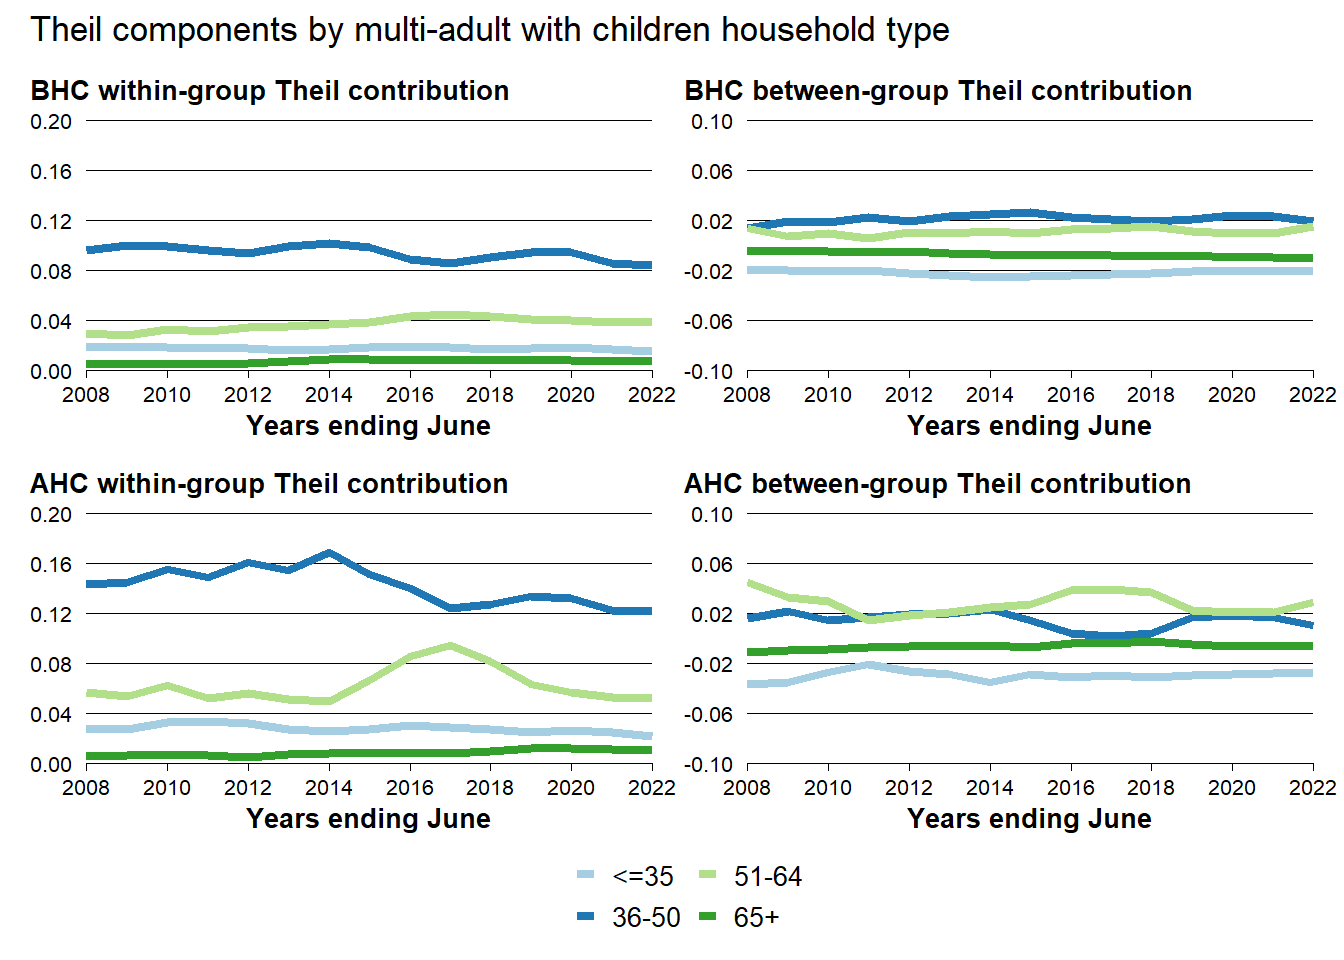 Theil components by multi-adult with children household type
BHC within-group Theil contribution
0.20
0.16
0.12
0.08
0.04
0.00
2008 2010 2012 2014 2016 2018 2020 2022
Years ending June
BHC between-group Theil contribution
0.10
0.06
0.02
-0.02
-0.06
-0.10
2008 2010 2012 2014 2016 2018 2020 2022
Years ending June
AHC within-group Theil contribution
0.20
0.16
0.12
0.08
0.04
0.00
2008 2010 2012 2014 2016 2018 2020 2022
Years ending June
AHC between-group Theil contribution
0.10
0.06
0.02
-0.02
-0.06
-0.10
2008 2010 2012 2014 2016 2018 2020 2022
Years ending June
<=35 51-64
36-50 65+